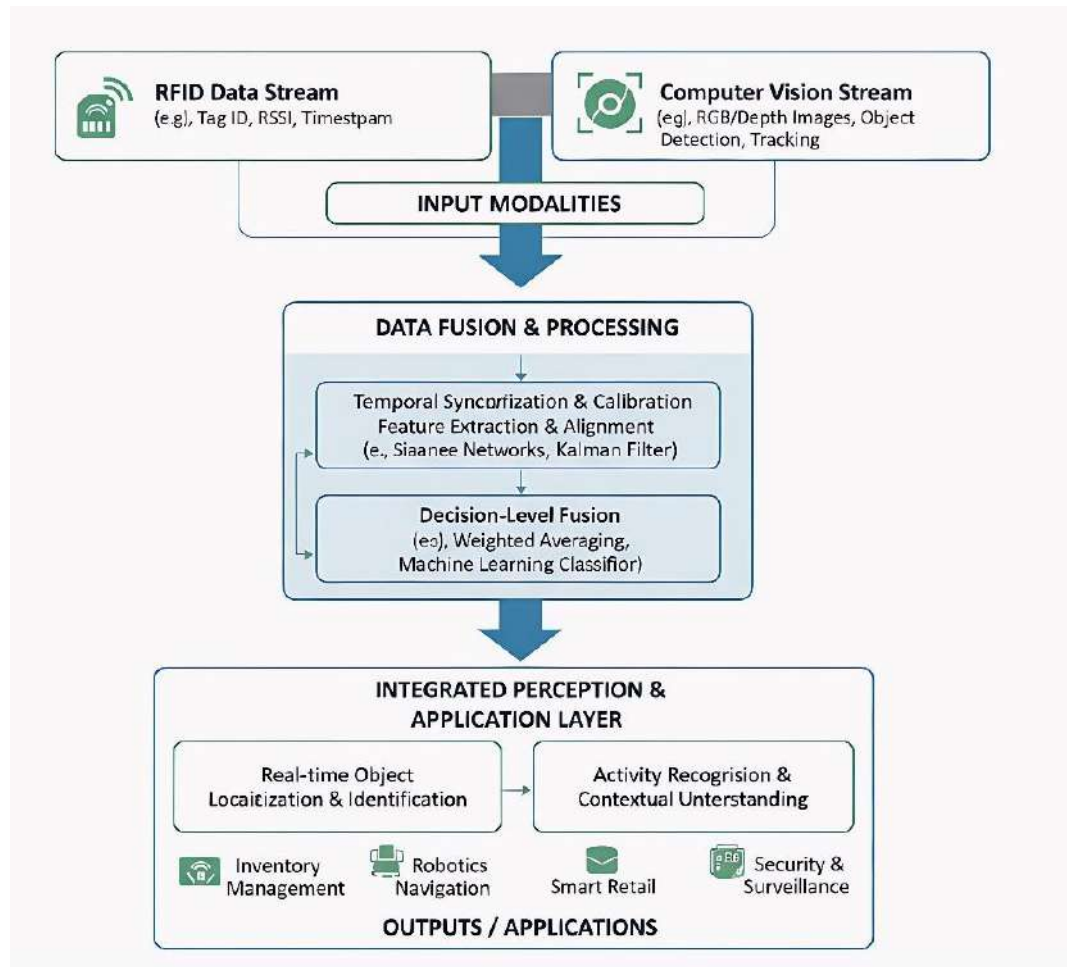 RFID Data Stream
(e.g), Tag ID, RSSI, Timestpam
Computer Vision Stream
(eg), RGB/Depth Images, Object
Detection, Tracking
INPUT MODALITIES
DATA FUSION & PROCESSING
Temporal Syncorfization & Calibration
Feature Extraction & Alignment
(e., Siaanee Networks, Kalman Filter)
Decision-Level Fusion
(eɔ), Weighted Averaging,
Machine Learning Classifior)
INTEGRATED PERCEPTION &
APPLICATION LAYER
Real-time Object
Locaitization & Identification
Activity Recogrision &
Contextual Unterstanding
Inventory
Management
Robotics
Navigation
Smart Retail
Security &
Surveillance
OUTPUTS / APPLICATIONS